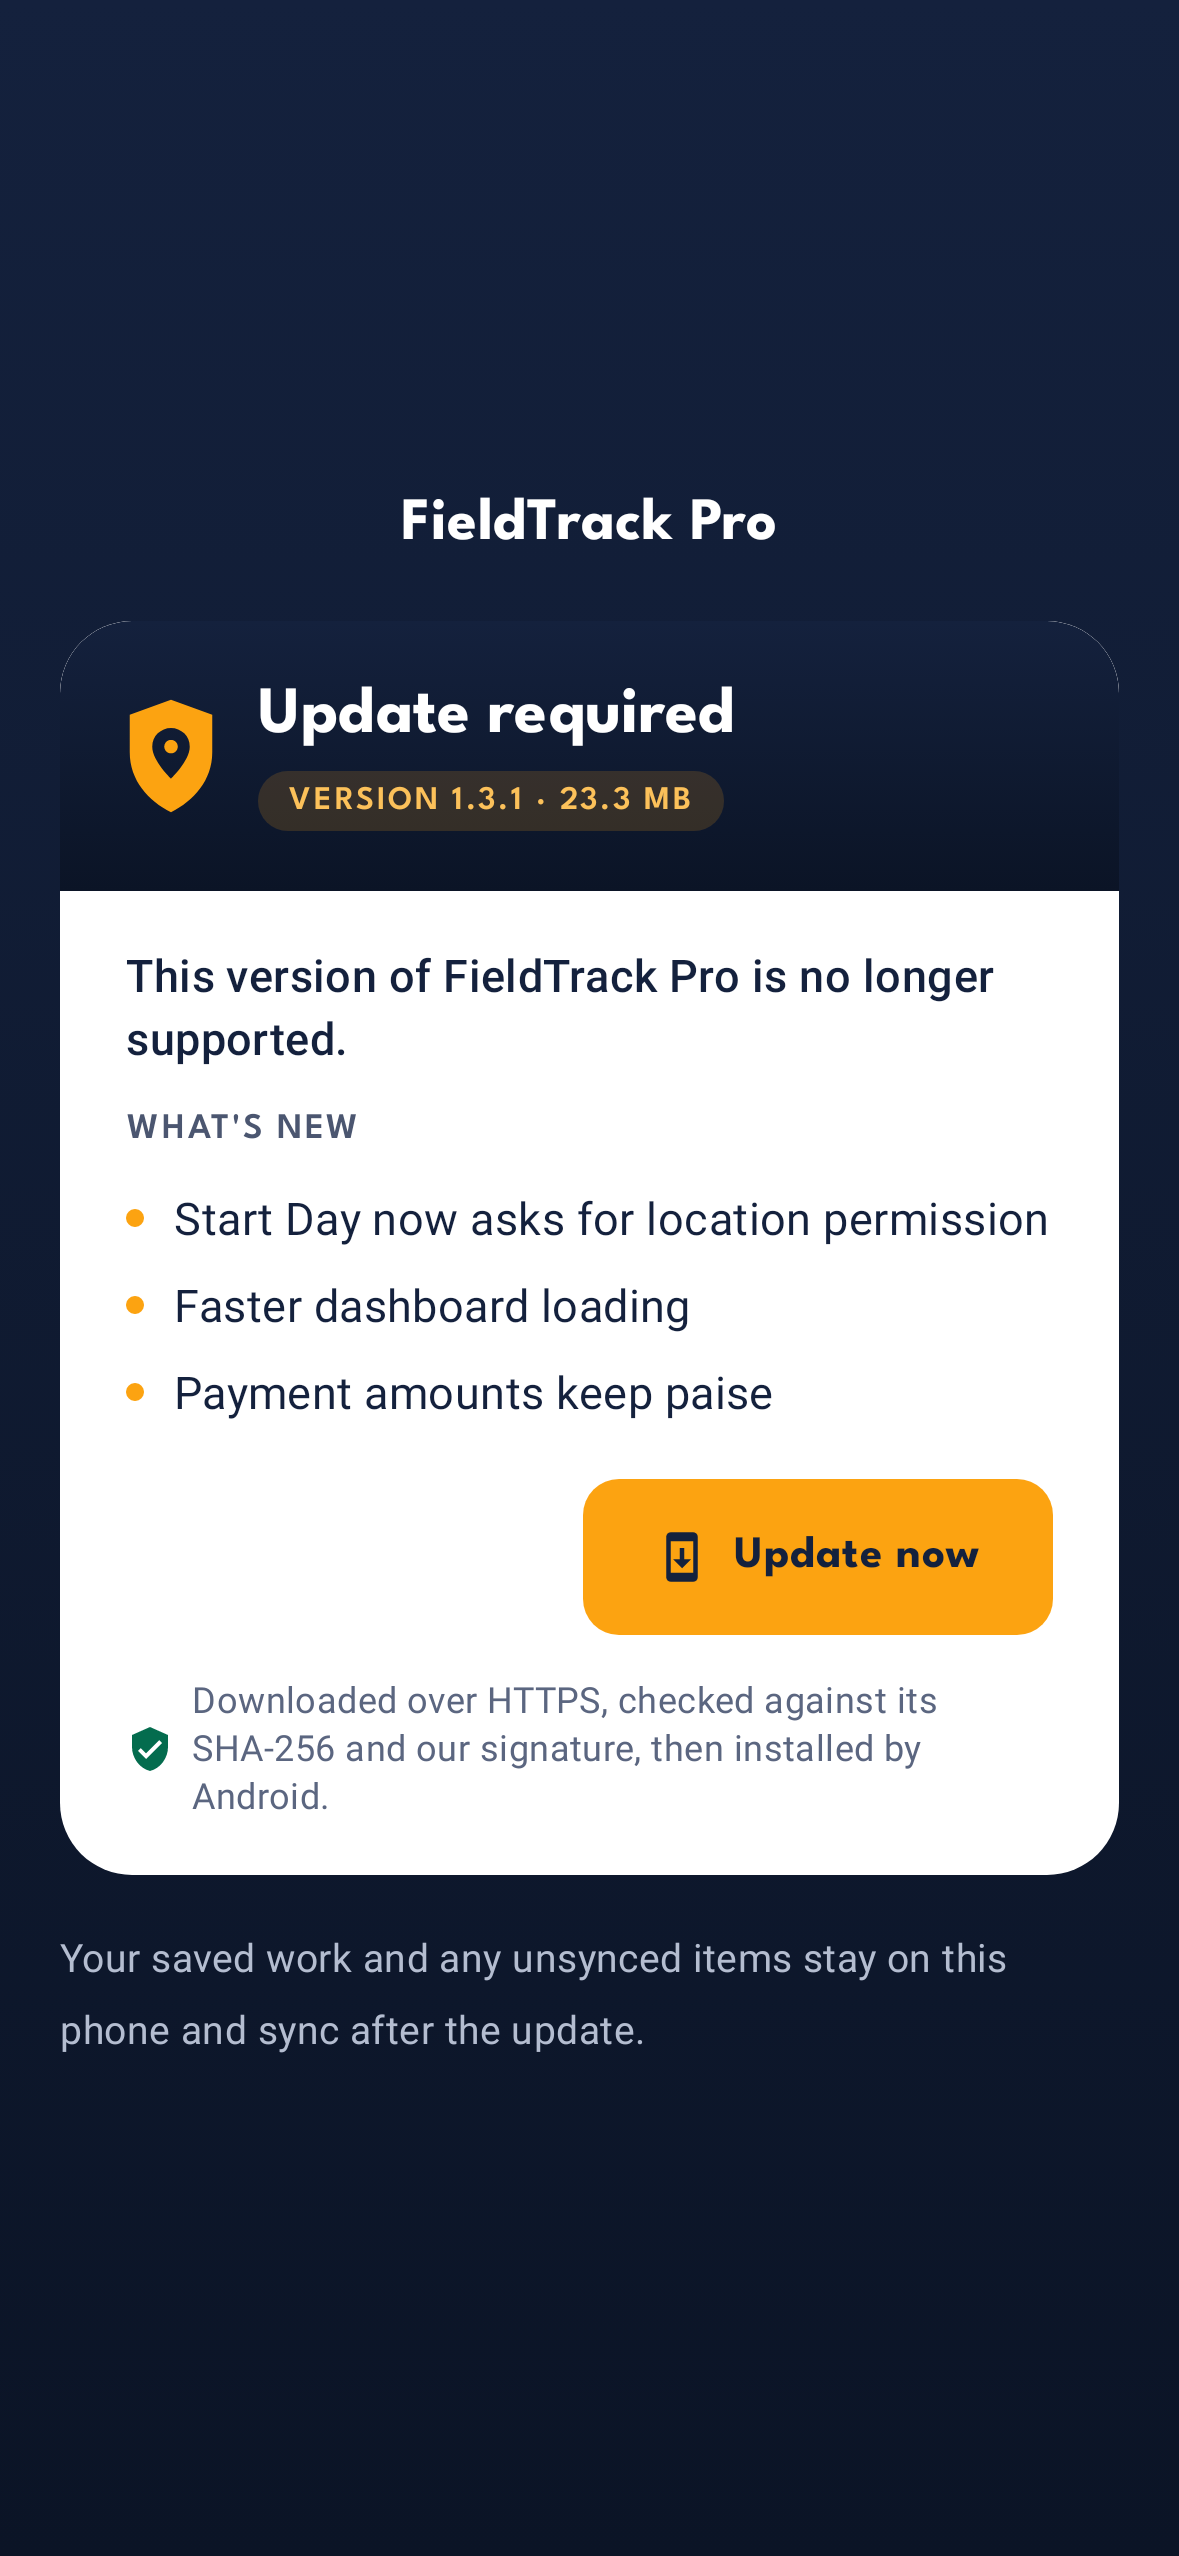 FieldTrack Pro
Update required
VERSION 1.3.1 · 23.3 MB
This version of FieldTrack Pro is no longer
supported.
WHAT'S NEW
Start Day now asks for location permission
Faster dashboard loading
Payment amounts keep paise
Update now
Downloaded over HTTPS, checked against its
SHA-256 and our signature, then installed by
Android.
Your saved work and any unsynced items stay on this
phone and sync after the update.